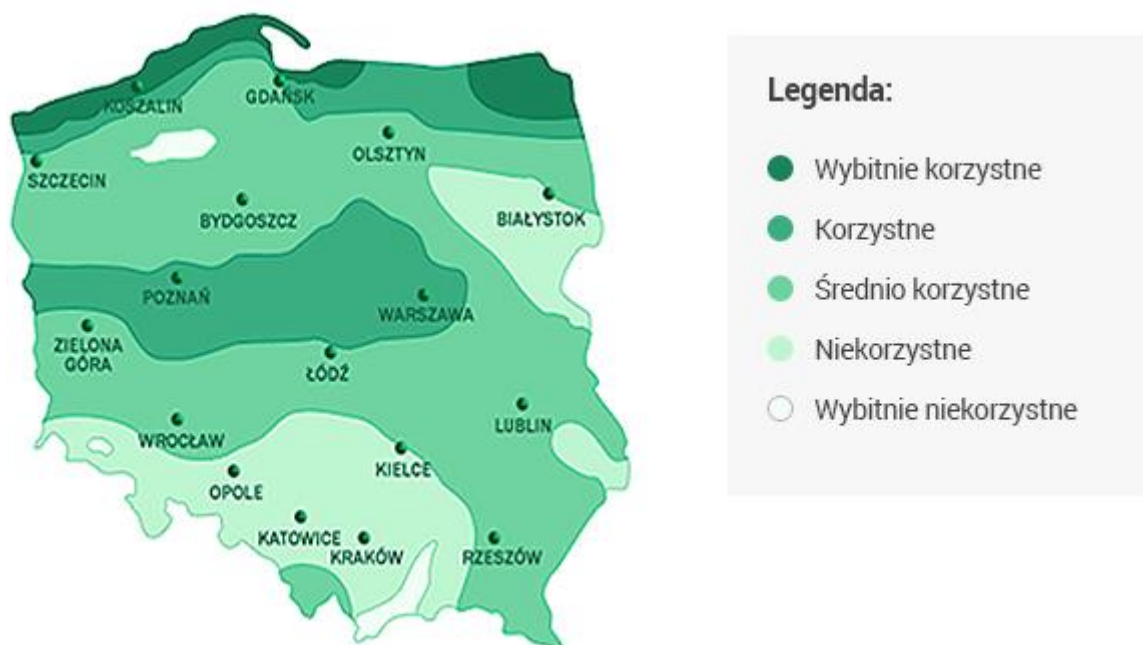 KOSZALIN
GDAŃSK
OLSZTYN
SZCZECIN
BYDGOSZCZ
BIAŁYSTOK
POZNAŃ
WARSZAWA
ZIELONA
GÓRA
ŁÓDŹ
LUBLIN
WROCŁAW
KIELCE
OPOLE
KATOWICE
KRAKÓW
RZESZÓW
Legenda:
Wybitnie korzystne
Korzystne
Średnio korzystne
Niekorzystne
Wybitnie niekorzystne